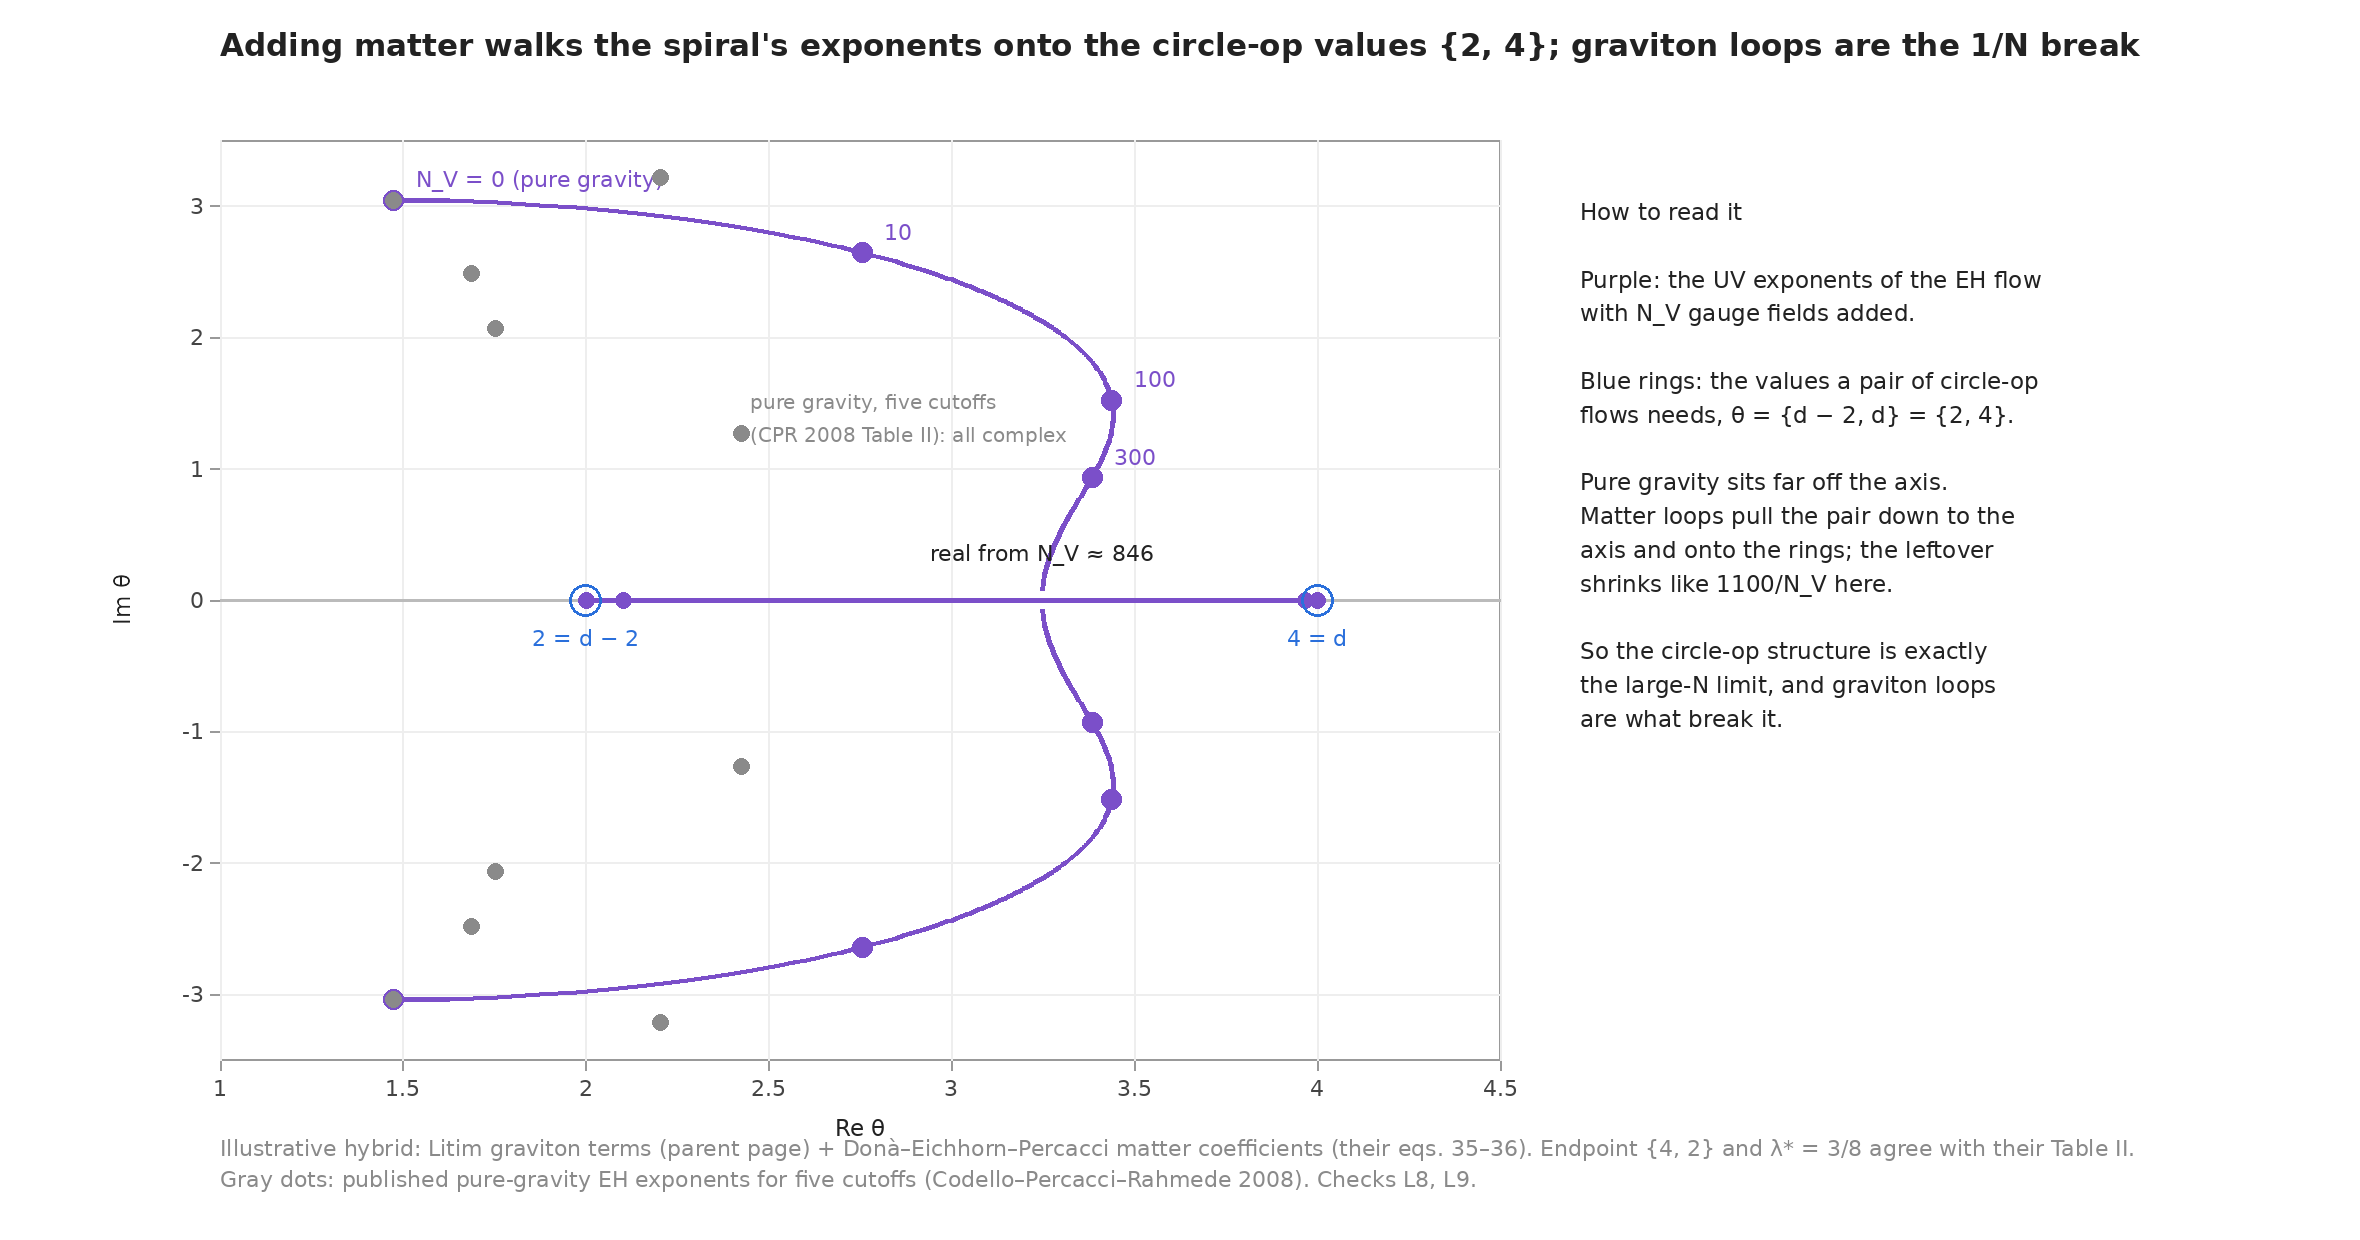 Adding matter walks the spiral's exponents onto the circle-op values {2, 4}; graviton loops are the 1/N break
N_V = 0 (pure gravity)
10
100
pure gravity, five cutoffs
(CPR 2008 Table II): all complex
300
real from N_V ≈ 846
2 = d − 2
4 = d
3
2
1
0
-1
-2
-3
Im θ
1
1.5
2
2.5
3
3.5
4
4.5
Re θ
How to read it
Purple: the UV exponents of the EH flow
with N_V gauge fields added.
Blue rings: the values a pair of circle-op
flows needs, θ = {d − 2, d} = {2, 4}.
Pure gravity sits far off the axis.
Matter loops pull the pair down to the
axis and onto the rings; the leftover
shrinks like 1100/N_V here.
So the circle-op structure is exactly
the large-N limit, and graviton loops
are what break it.
Illustrative hybrid: Litim graviton terms (parent page) + Donà–Eichhorn–Percacci matter coefficients (their eqs. 35–36). Endpoint {4, 2} and λ* = 3/8 agree with their Table II.
Gray dots: published pure-gravity EH exponents for five cutoffs (Codello–Percacci–Rahmede 2008). Checks L8, L9.